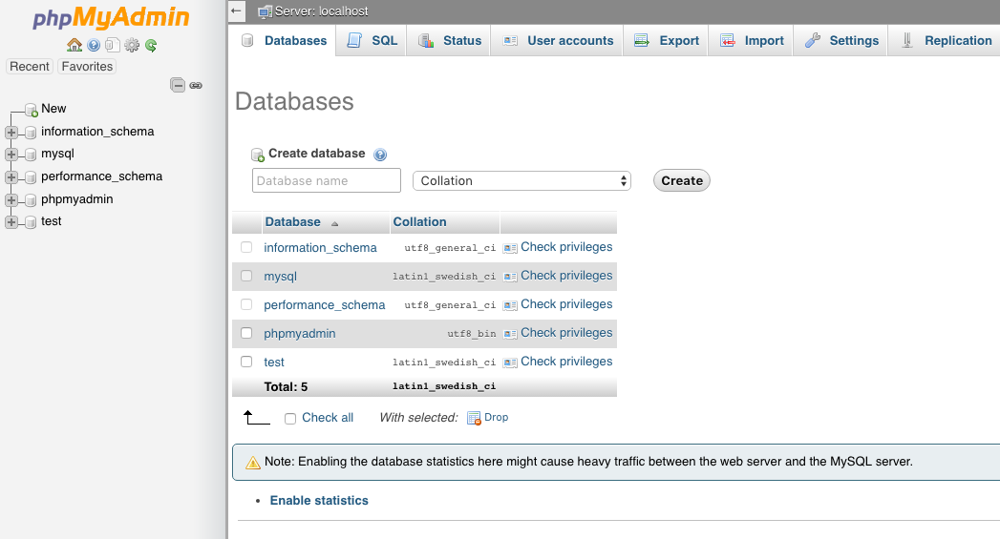 phpMyAdmin
Recent Favorites
New
information_schema
mysql
performance_schema
phpmyadmin
test
Server: localhost
Databases SQL Status User accounts Export Import Settings Replication
Databases
Create database
Database name Collation Create
Database Collation
information_schema utf8_general_ci Check privileges
mysql latin1_swedish_ci Check privileges
performance_schema utf8_general_ci Check privileges
phpmyadmin utf8_bin Check privileges
test latin1_swedish_ci Check privileges
Total: 5 latin1_swedish_ci
Check all With selected: Drop
Note: Enabling the database statistics here might cause heavy traffic between the web server and the MySQL server.
Enable statistics